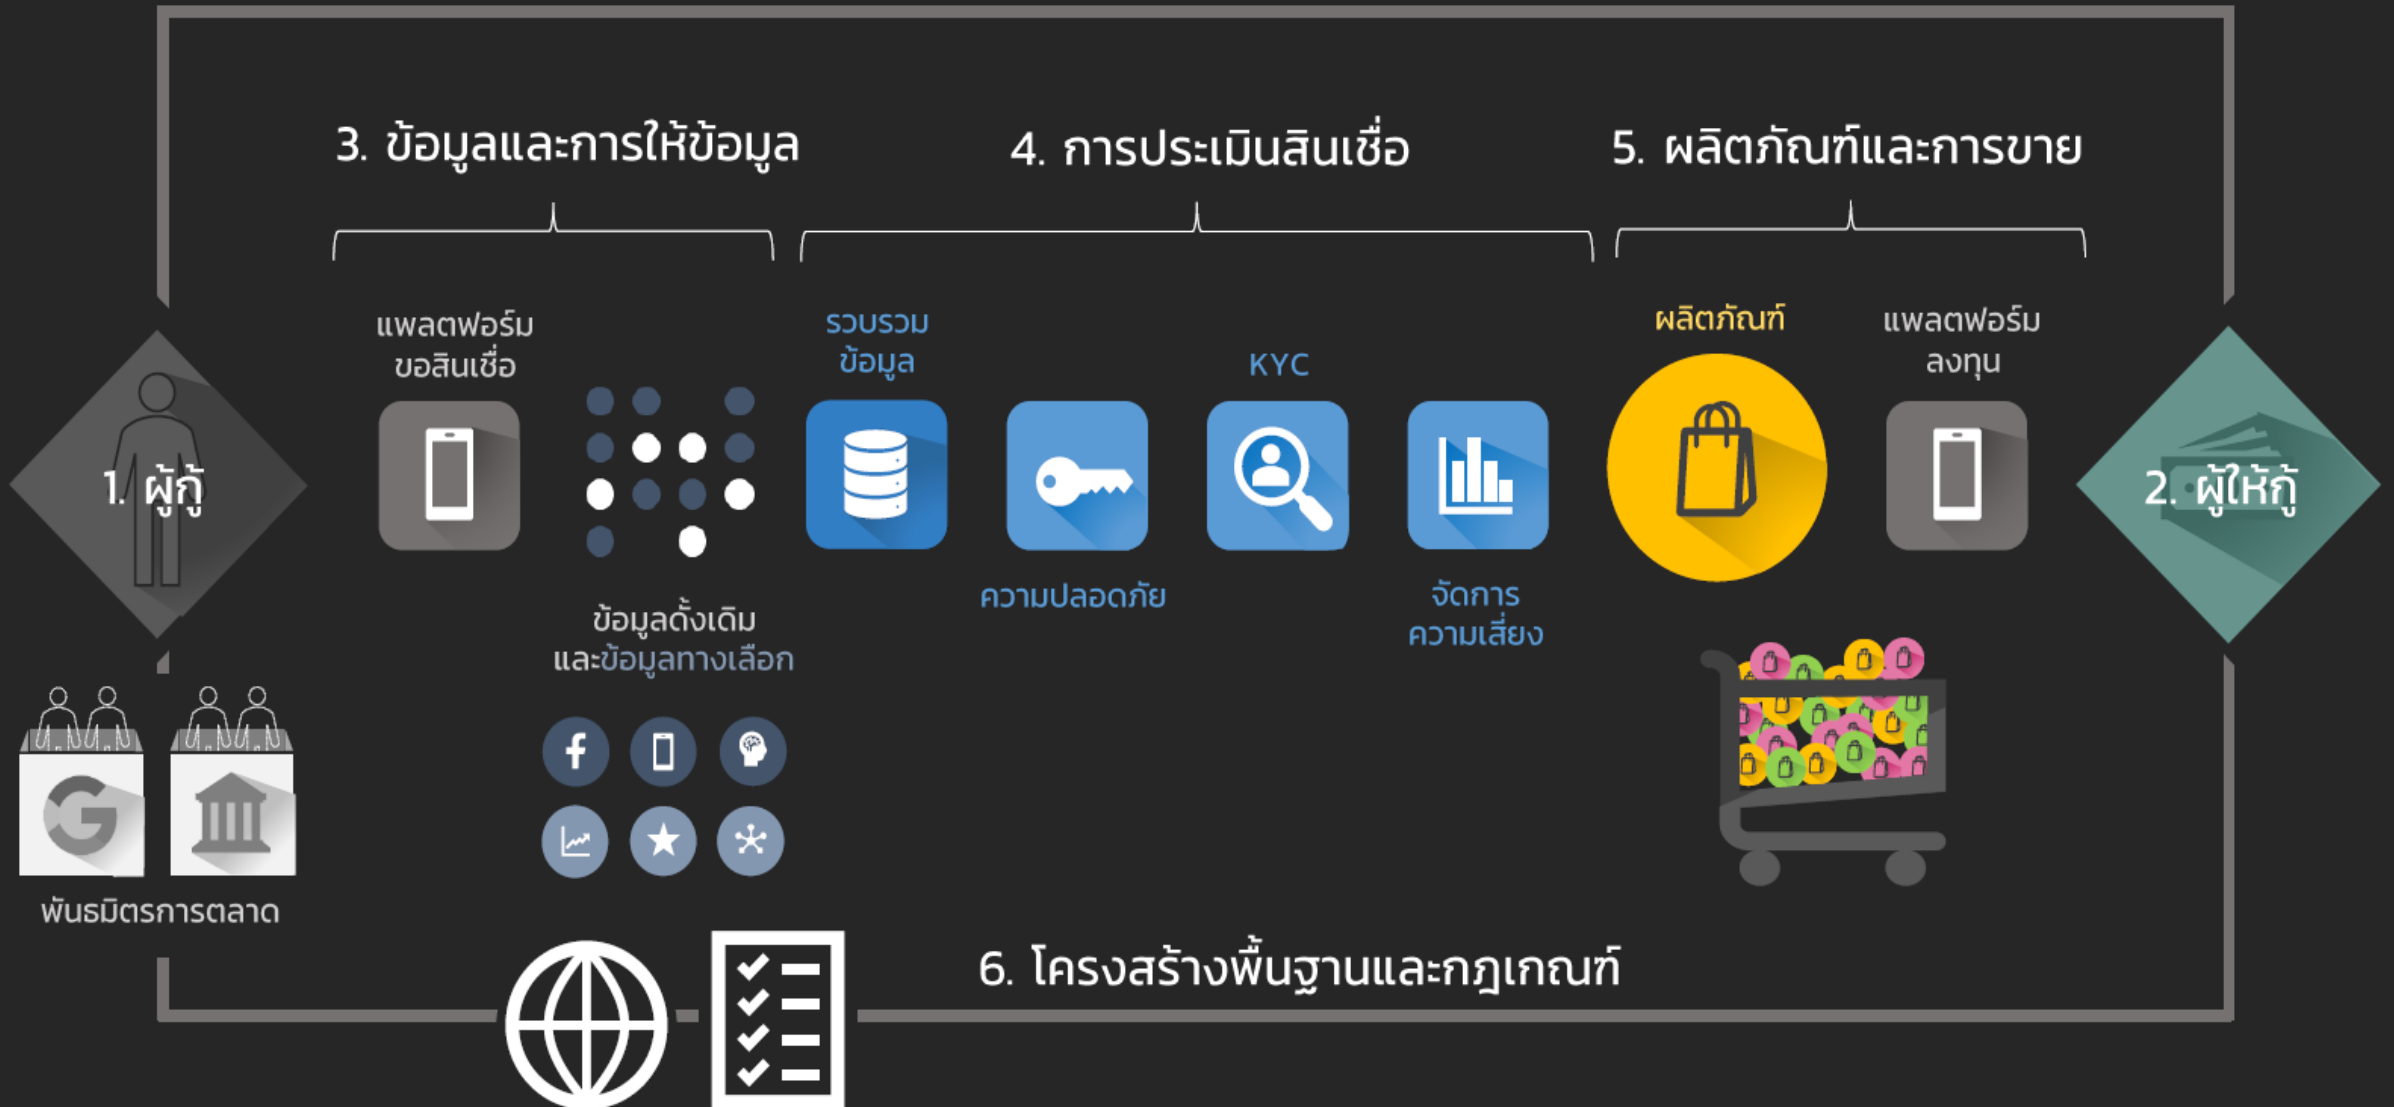 3. ข้อมูลและการให้ข้อมูล
4. การประเมินสินเชื่อ
5. ผลิตภัณฑ์และการขาย
แพลตฟอร์ม
ขอสินเชื่อ
รวบรวม
ข้อมูล
KYC
ผลิตภัณฑ์
แพลตฟอร์ม
ลงทุน
1. ผู้กู้
2. ผู้ให้กู้
ความปลอดภัย
จัดการ
ความเสี่ยง
ข้อมูลดั้งเดิม
และข้อมูลทางเลือก
พันธมิตรการตลาด
6. โครงสร้างพื้นฐานและกฎเกณฑ์